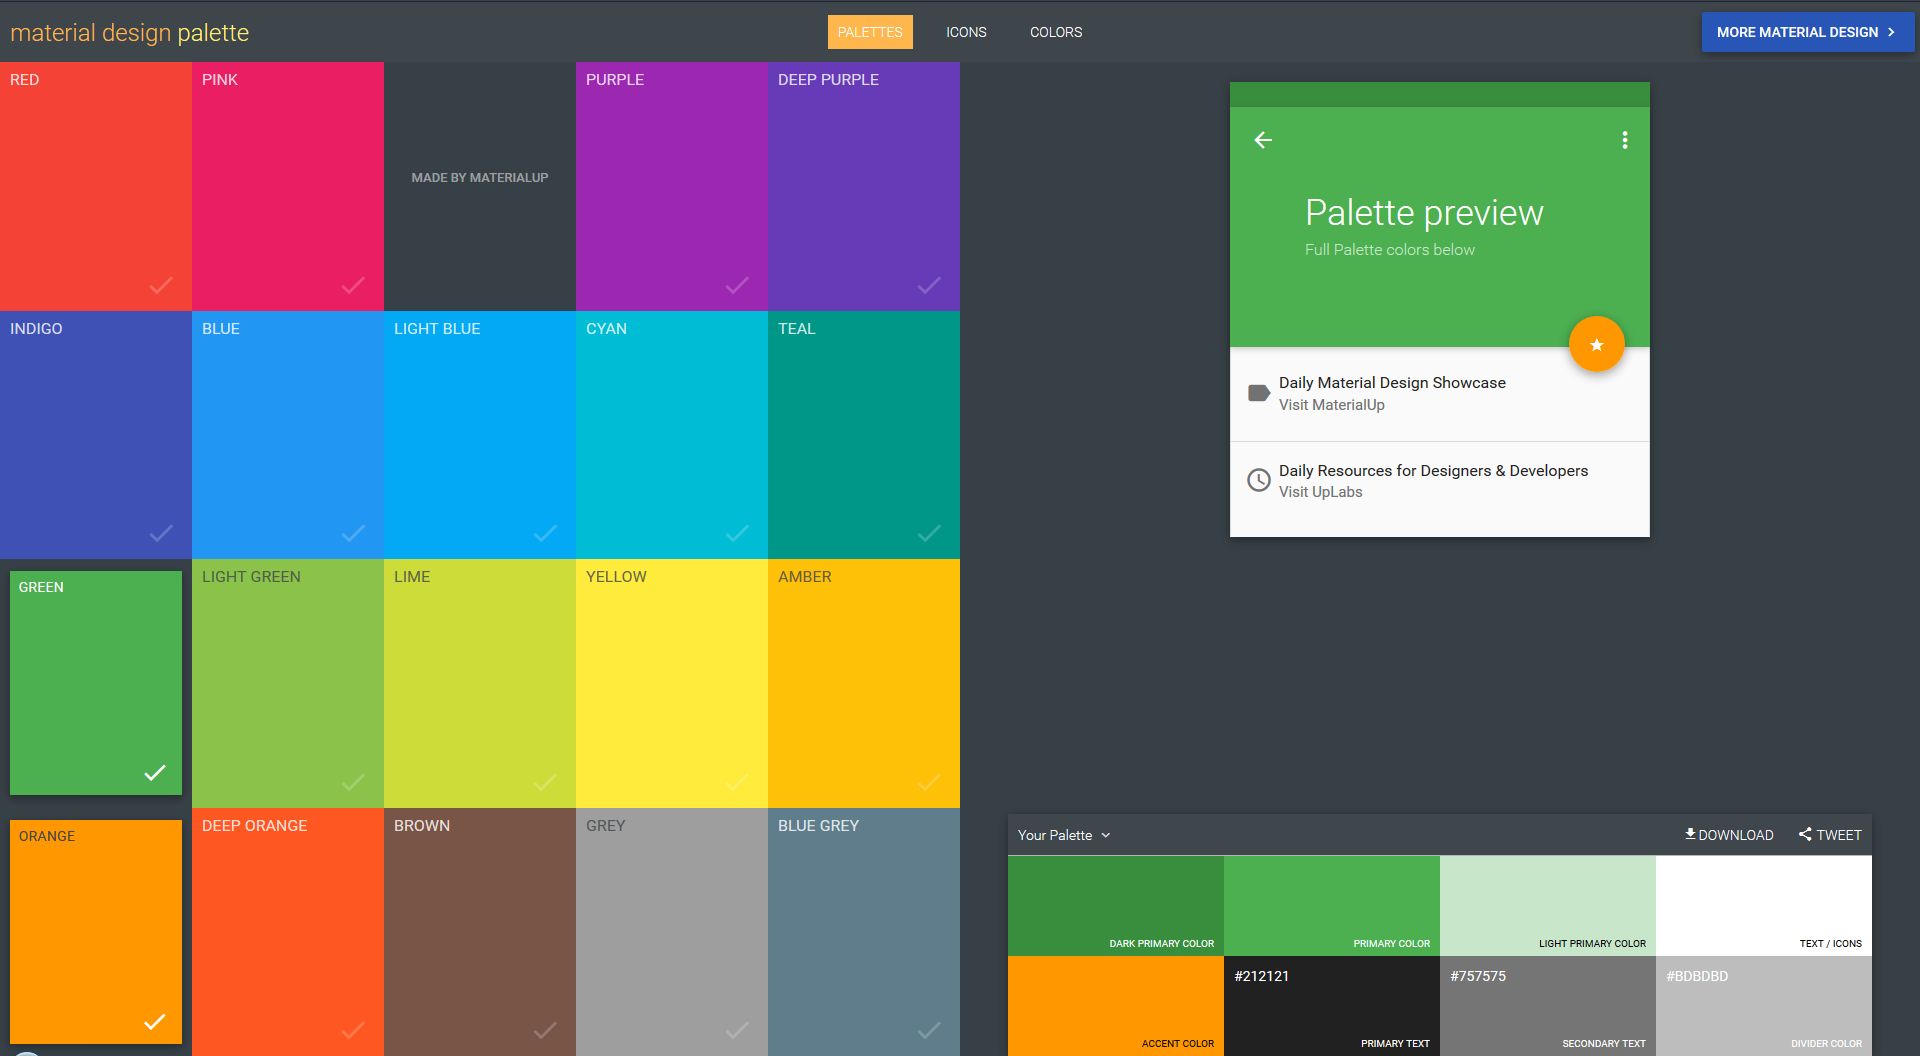 material design palette
PALETTES
ICONS
COLORS
MORE MATERIAL DESIGN
RED
PINK
MADE BY MATERIALUP
PURPLE
DEEP PURPLE
INDIGO
BLUE
LIGHT BLUE
CYAN
TEAL
GREEN
LIGHT GREEN
LIME
YELLOW
AMBER
ORANGE
DEEP ORANGE
BROWN
GREY
BLUE GREY
Palette preview
Full Palette colors below
Daily Material Design Showcase
Visit MaterialUp
Daily Resources for Designers & Developers
Visit UpLabs
Your Palette
DOWNLOAD
TWEET
DARK PRIMARY COLOR
PRIMARY COLOR
LIGHT PRIMARY COLOR
TEXT / ICONS
#212121
#757575
#BDBDBD
ACCENT COLOR
PRIMARY TEXT
SECONDARY TEXT
DIVIDER COLOR